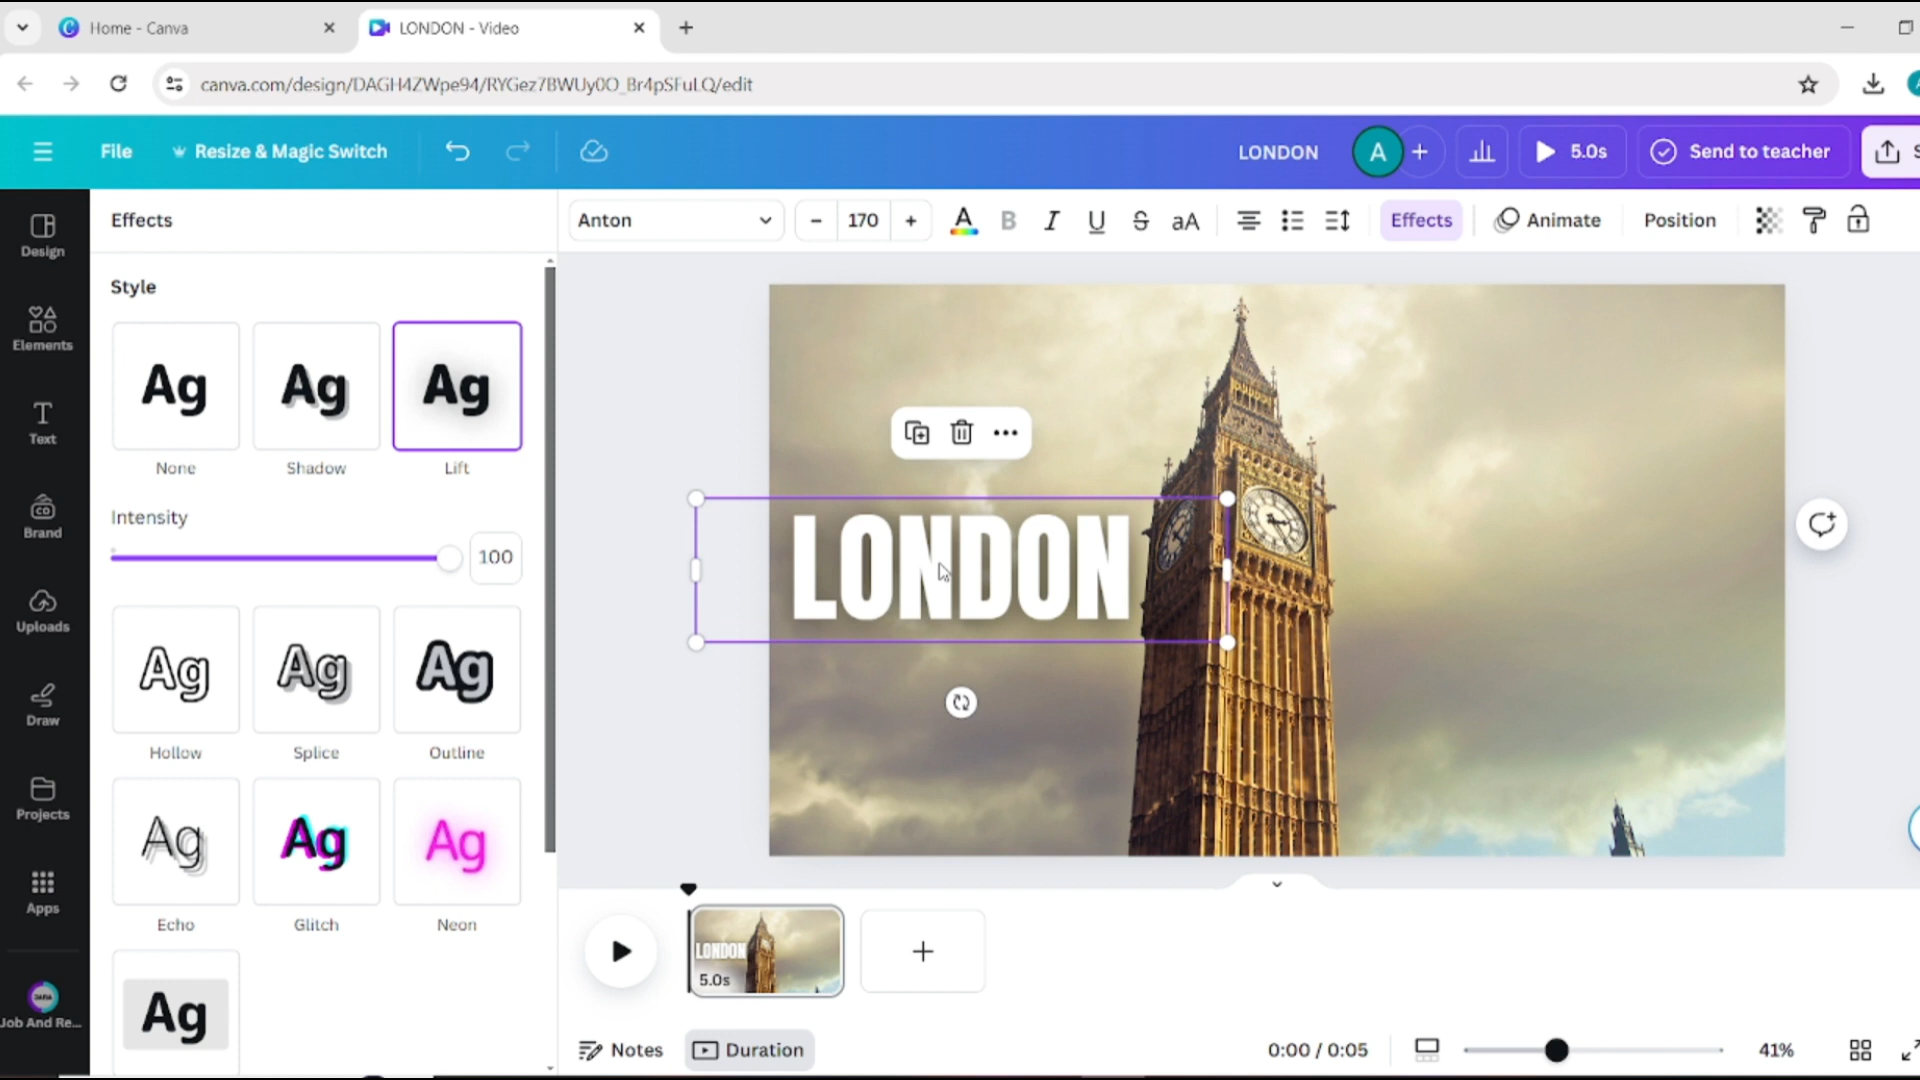 Home - Canva
LONDON - Video
canva.com/design/DAGH4ZWpe94/RYGez7BWUy0O_Br4pSFuLQ/edit
File
Resize & Magic Switch
LONDON
A
5.0s
Send to teacher
Design
Elements
Text
Brand
Uploads
Draw
Projects
Apps
Job And Re...
Effects
Anton
170
A
B
I
U
S
aA
Effects
Animate
Position
Style
Ag
Ag
Ag
None
Shadow
Lift
Intensity
100
Ag
Ag
Ag
Hollow
Splice
Outline
Ag
Ag
Ag
Echo
Glitch
Neon
Ag
LONDON
LONDON
5.0s
Notes
Duration
0:00 / 0:05
41%